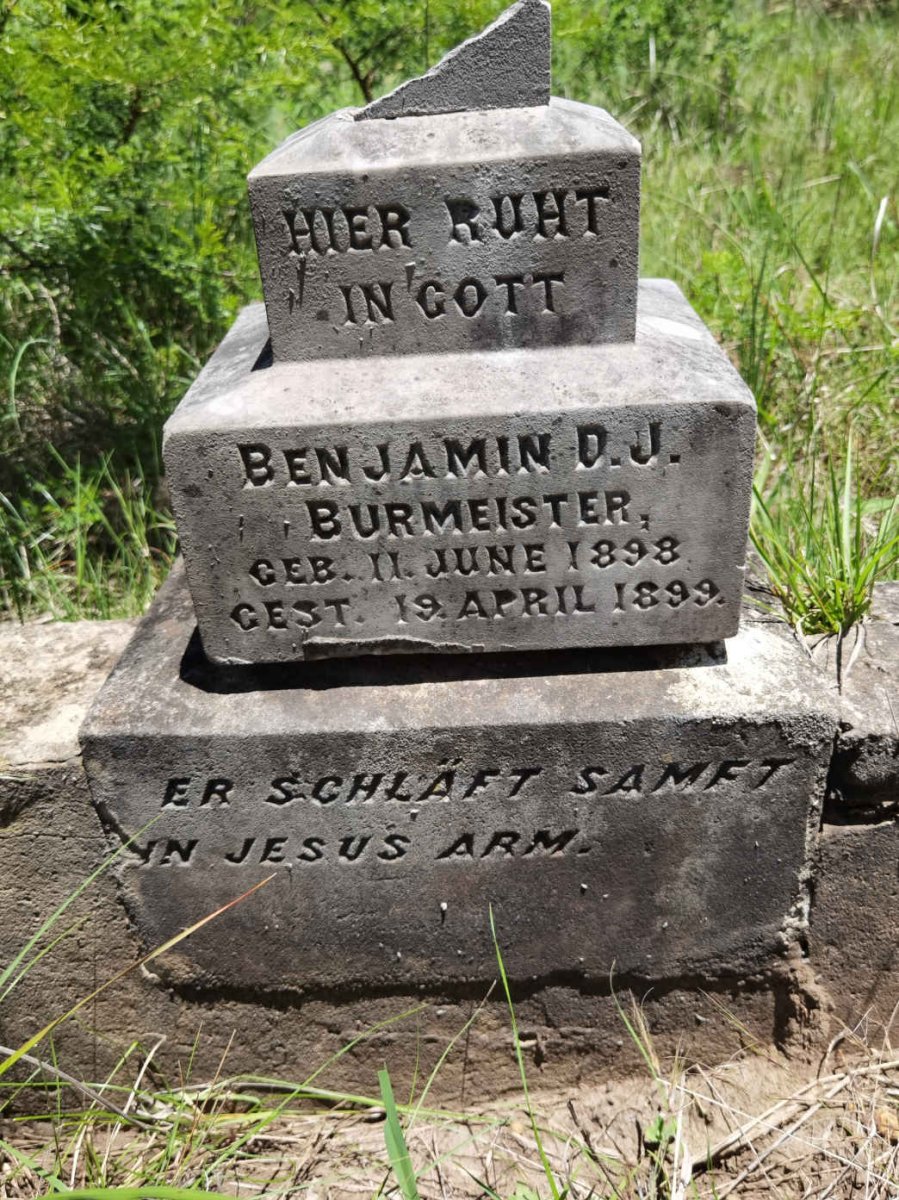 HIER RUHT
IN GOTT
BENJAMIN D.J.
BURMEISTER,
GEB. 11. JUNE 1898
GEST. 19. APRIL 1899.
ER SCHLÄFT SAMFT
IN JESUS ARM.